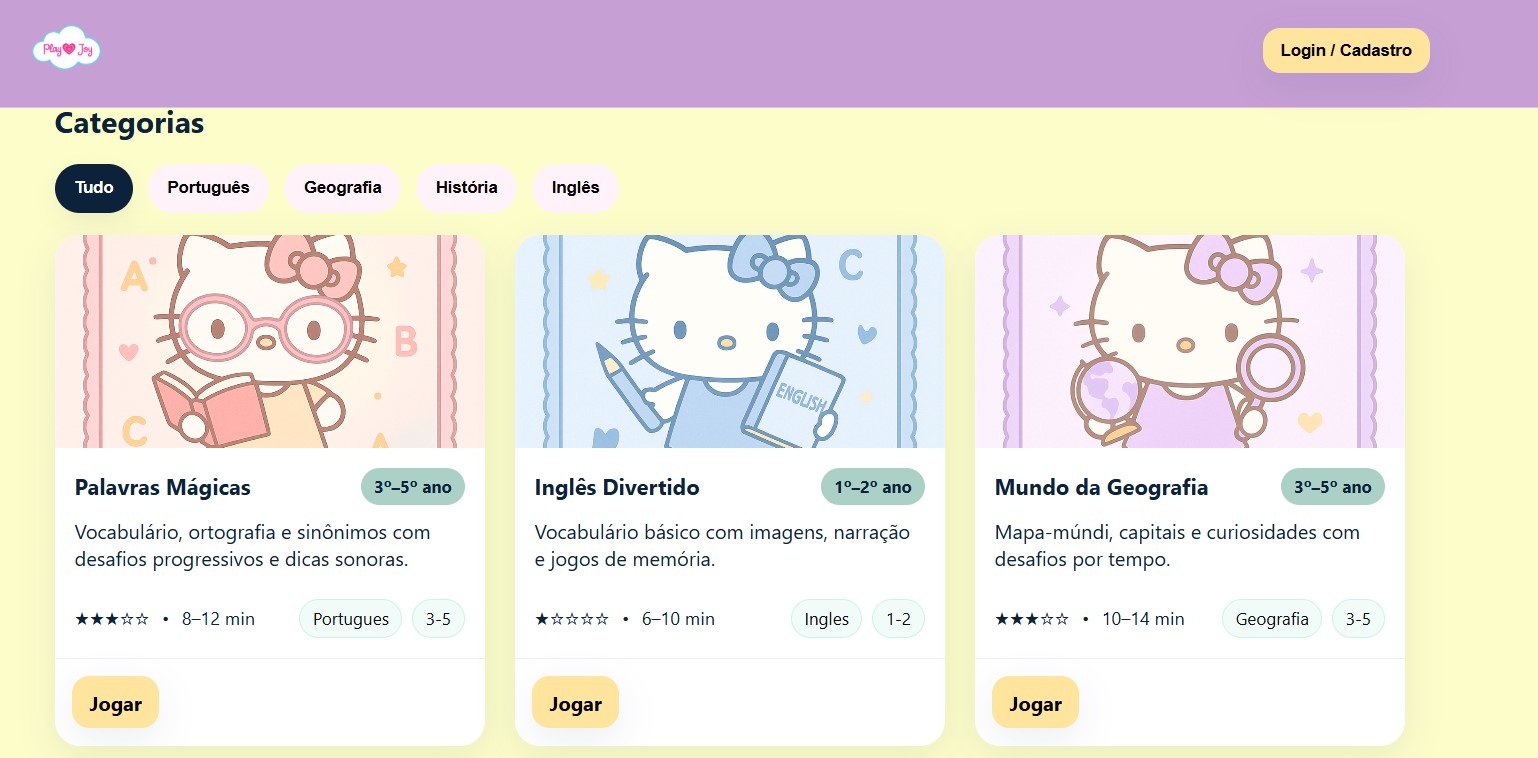 Play Joy
Login / Cadastro
Categorias
Tudo
Português
Geografia
História
Inglês
A
B
C
A
C
ENGLISH
Palavras Mágicas
3º–5º ano
Vocabulário, ortografia e sinônimos com
desafios progressivos e dicas sonoras.
★★★☆☆ • 8–12 min
Portugues
3-5
Jogar
Inglês Divertido
1º–2º ano
Vocabulário básico com imagens, narração
e jogos de memória.
★☆☆☆☆ • 6–10 min
Ingles
1-2
Jogar
Mundo da Geografia
3º–5º ano
Mapa-múndi, capitais e curiosidades com
desafios por tempo.
★★★☆☆ • 10–14 min
Geografia
3-5
Jogar